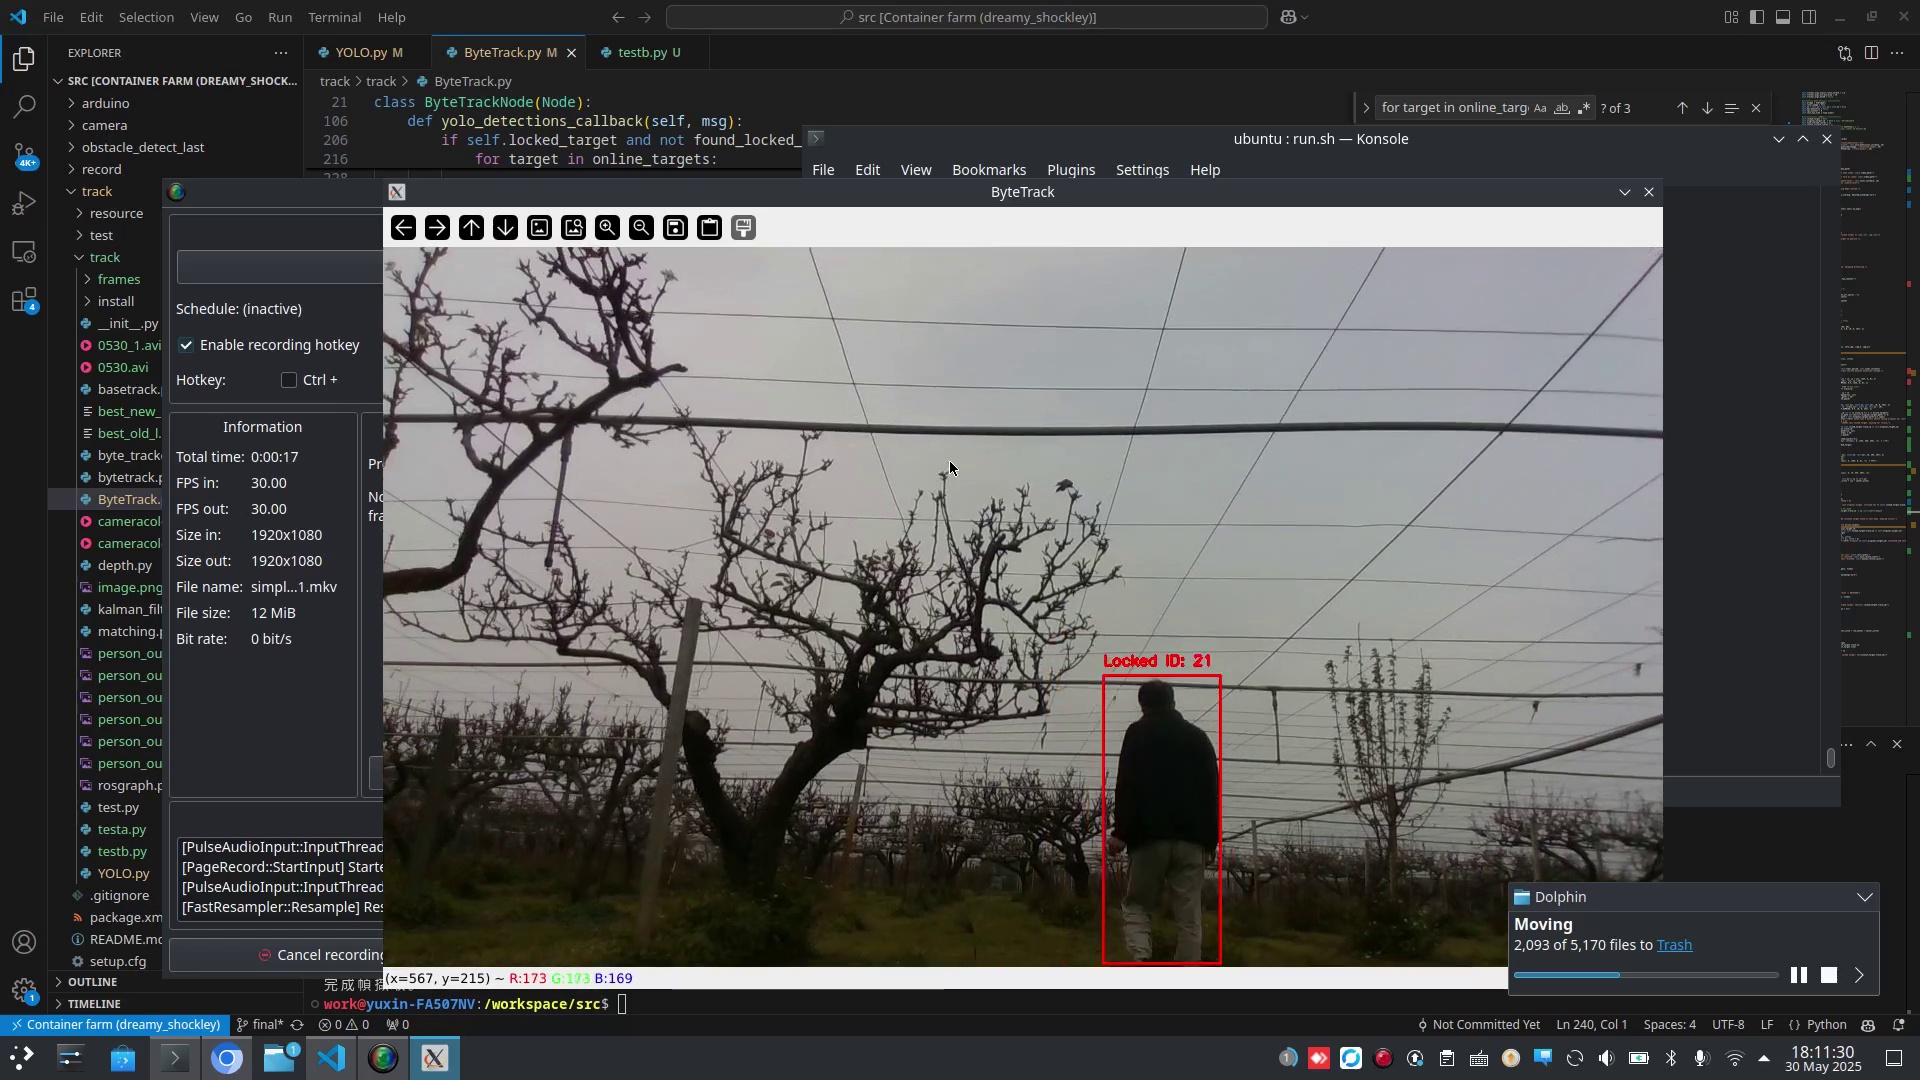 File Edit Selection View Go Run Terminal Help
src [Container farm (dreamy_shockley)]
EXPLORER
YOLO.py M
ByteTrack.py M
testb.py U
SRC [CONTAINER FARM (DREAMY_SHOCK...
track > track > ByteTrack.py
arduino
camera
obstacle_detect_last
record
track
resource
test
track
frames
install
__init__.py
0530_1.avi
0530.avi
basetrack.
best_new_
best_old_l.
byte_track
bytetrack.p
ByteTrack.
cameracol
cameracol
depth.py
image.png
kalman_filt
matching.p
person_ou
person_ou
person_ou
person_ou
person_ou
person_ou
rosgraph.p
test.py
testa.py
testb.py
YOLO.py
.gitignore
package.xm
README.md
setup.cfg
OUTLINE
TIMELINE
4K+
4
1
21 class ByteTrackNode(Node):
106 def yolo_detections_callback(self, msg):
206 if self.locked_target and not found_locked_
216 for target in online_targets:
for target in online_targ
Aa ab .*
? of 3
ubuntu : run.sh — Konsole
File Edit View Bookmarks Plugins Settings Help
Schedule: (inactive)
Enable recording hotkey
Hotkey: Ctrl +
Information
Total time: 0:00:17
FPS in: 30.00
FPS out: 30.00
Size in: 1920x1080
Size out: 1920x1080
File name: simpl...1.mkv
File size: 12 MiB
Bit rate: 0 bit/s
Pr
No
fra
[PulseAudioInput::InputThread
[PageRecord::StartInput] Starte
[PulseAudioInput::InputThread
[FastResampler::Resample] Res
Cancel recording
ByteTrack
Locked ID: 21
(x=567, y=215) ~ R:173 G:173 B:169
work@yuxin-FA507NV:/workspace/src$
Dolphin
Moving
2,093 of 5,170 files to Trash
Container farm (dreamy_shockley)
final*
0 0
0
Not Committed Yet
Ln 240, Col 1
Spaces: 4
UTF-8
LF
{} Python
1
1
18:11:30
30 May 2025